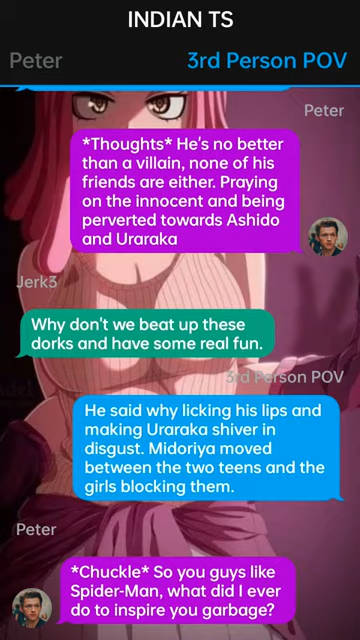 INDIAN TS
Peter
3rd Person POV
Peter
*Thoughts* He's no better
than a villain, none of his
friends are either. Praying
on the innocent and being
perverted towards Ashido
and Uraraka
Jerk3
Why don't we beat up these
dorks and have some real fun.
3rd Person POV
He said why licking his lips and
making Uraraka shiver in
disgust. Midoriya moved
between the two teens and the
girls blocking them.
Peter
*Chuckle* So you guys like
Spider-Man, what did I ever
do to inspire you garbage?